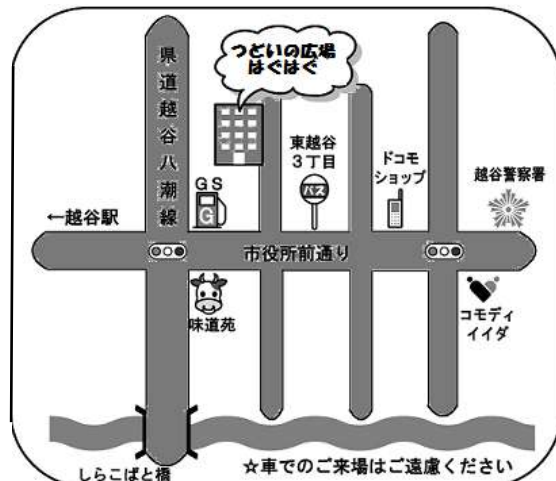 つどいの広場
はぐはぐ
県道越谷八潮線
東越谷
３丁目
バス
ドコモ
ショップ
越谷警察署
ＧＳ
G
←越谷駅
市役所前通り
味道苑
コモディ
イイダ
しらこばと橋
☆車でのご来場はご遠慮ください